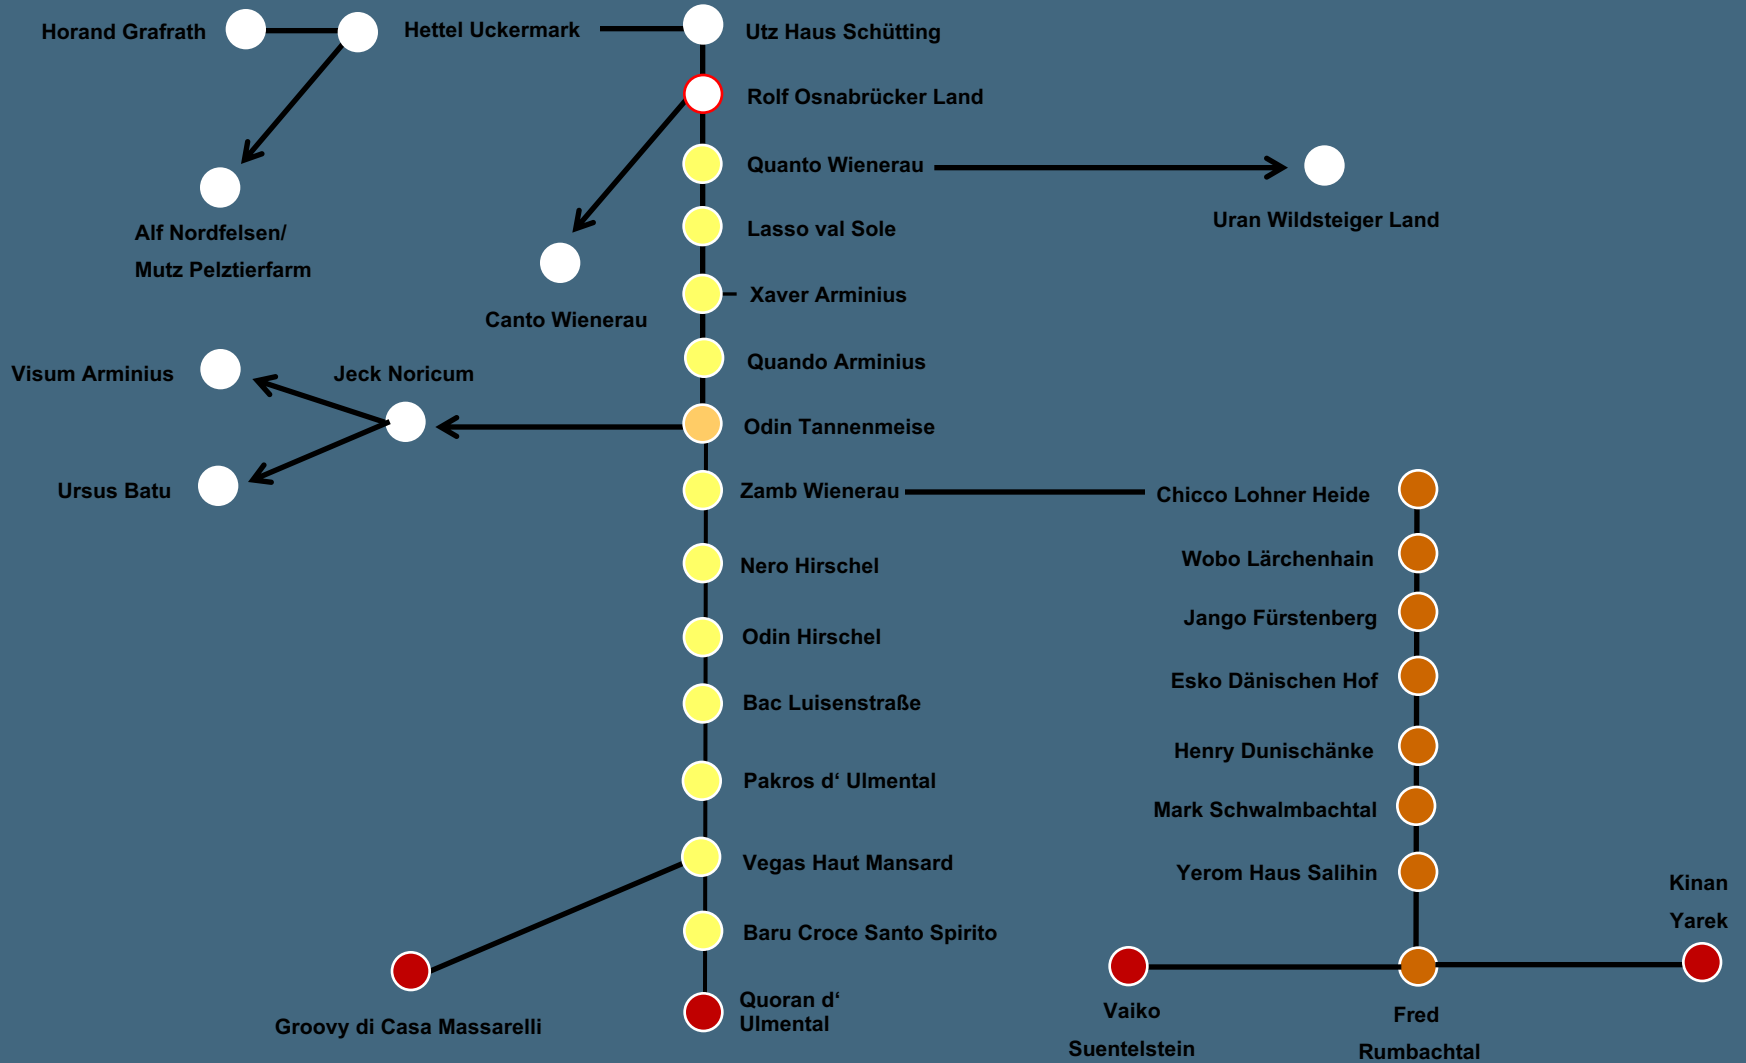 Horand Grafrath
Hettel Uckermark
Utz Haus Schütting
Rolf Osnabrücker Land
Quanto Wienerau
Uran Wildsteiger Land
Alf Nordfelsen/
Mutz Pelztierfarm
Lasso val Sole
Xaver Arminius
Canto Wienerau
Quando Arminius
Visum Arminius
Jeck Noricum
Odin Tannenmeise
Ursus Batu
Zamb Wienerau
Chicco Lohner Heide
Nero Hirschel
Wobo Lärchenhain
Odin Hirschel
Jango Fürstenberg
Bac Luisenstraße
Esko Dänischen Hof
Pakros d‘ Ulmental
Henry Dunischänke
Mark Schwalmbachtal
Vegas Haut Mansard
Yerom Haus Salihin
Kinan
Yarek
Baru Croce Santo Spirito
Groovy di Casa Massarelli
Quoran d‘
Ulmental
Vaiko
Suentelstein
Fred
Rumbachtal